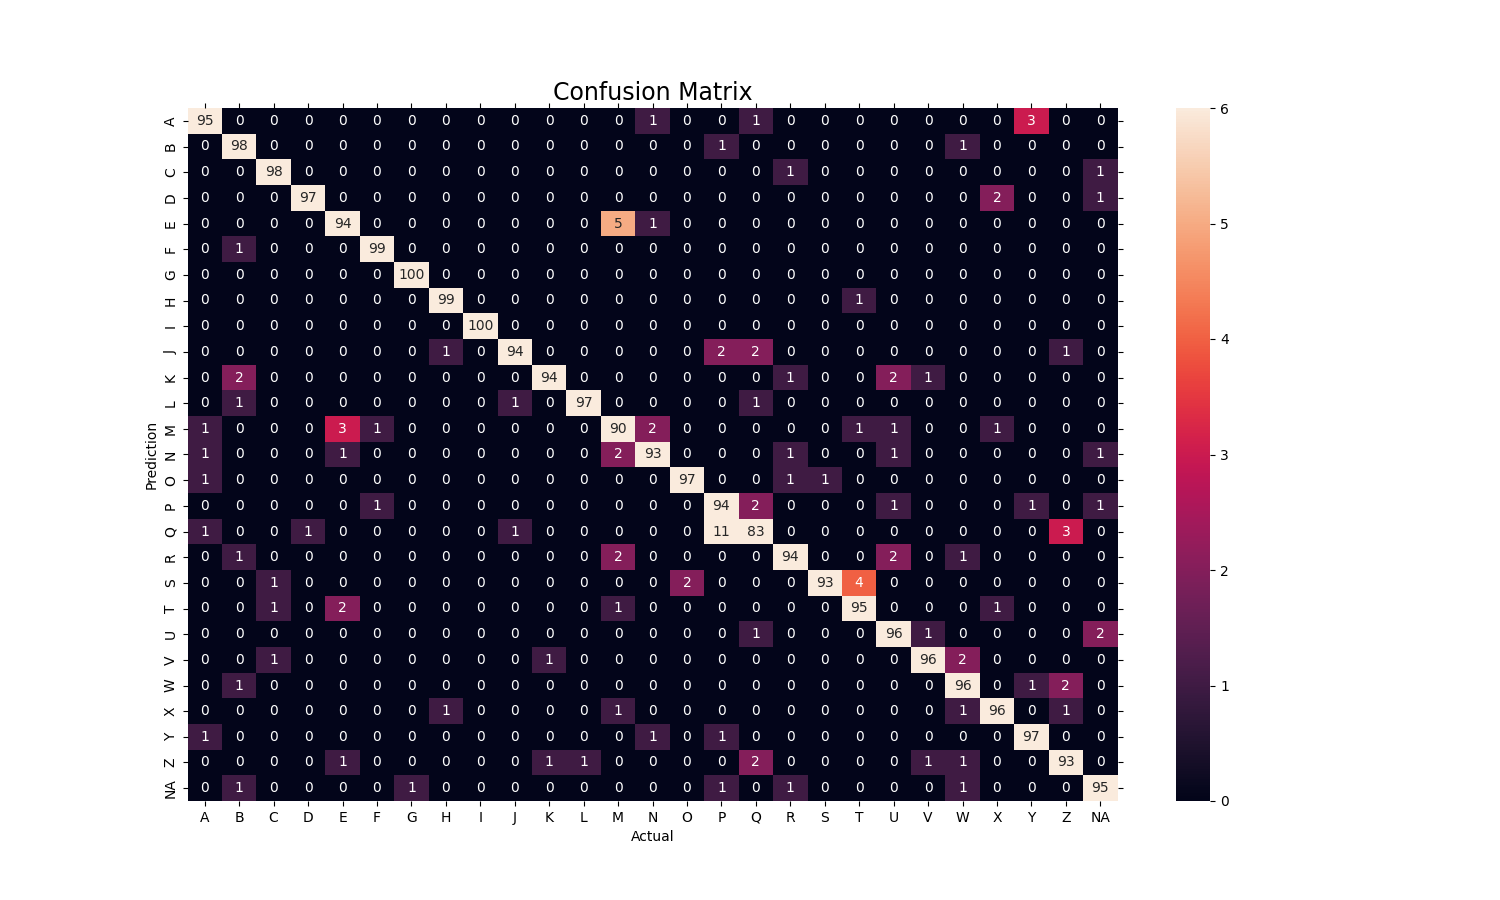 Confusion Matrix
Prediction
A 95 0 0 0 0 0 0 0 0 0 0 0 0 1 0 0 1 0 0 0 0 0 0 0 3 0 0
B 0 98 0 0 0 0 0 0 0 0 0 0 0 0 0 1 0 0 0 0 0 0 1 0 0 0 0
C 0 0 98 0 0 0 0 0 0 0 0 0 0 0 0 0 0 1 0 0 0 0 0 0 0 0 1
D 0 0 0 97 0 0 0 0 0 0 0 0 0 0 0 0 0 0 0 0 0 0 0 2 0 0 1
E 0 0 0 0 94 0 0 0 0 0 0 0 5 1 0 0 0 0 0 0 0 0 0 0 0 0 0
F 0 1 0 0 0 99 0 0 0 0 0 0 0 0 0 0 0 0 0 0 0 0 0 0 0 0 0
G 0 0 0 0 0 0 100 0 0 0 0 0 0 0 0 0 0 0 0 0 0 0 0 0 0 0 0
H 0 0 0 0 0 0 0 99 0 0 0 0 0 0 0 0 0 0 0 1 0 0 0 0 0 0 0
I 0 0 0 0 0 0 0 0 100 0 0 0 0 0 0 0 0 0 0 0 0 0 0 0 0 0 0
J 0 0 0 0 0 0 0 1 0 94 0 0 0 0 0 2 2 0 0 0 0 0 0 0 0 1 0
K 0 2 0 0 0 0 0 0 0 0 94 0 0 0 0 0 0 1 0 0 2 1 0 0 0 0 0
L 0 1 0 0 0 0 0 0 0 1 0 97 0 0 0 0 1 0 0 0 0 0 0 0 0 0 0
M 1 0 0 0 3 1 0 0 0 0 0 0 90 2 0 0 0 0 0 1 1 0 0 1 0 0 0
N 1 0 0 0 1 0 0 0 0 0 0 0 2 93 0 0 0 1 0 0 1 0 0 0 0 0 1
O 1 0 0 0 0 0 0 0 0 0 0 0 0 0 97 0 0 1 1 0 0 0 0 0 0 0 0
P 0 0 0 0 0 1 0 0 0 0 0 0 0 0 0 94 2 0 0 0 1 0 0 0 1 0 1
Q 1 0 0 1 0 0 0 0 0 1 0 0 0 0 0 11 83 0 0 0 0 0 0 0 0 3 0
R 0 1 0 0 0 0 0 0 0 0 0 0 2 0 0 0 0 94 0 0 2 0 1 0 0 0 0
S 0 0 1 0 0 0 0 0 0 0 0 0 0 0 2 0 0 0 93 4 0 0 0 0 0 0 0
T 0 0 1 0 2 0 0 0 0 0 0 0 1 0 0 0 0 0 0 95 0 0 0 1 0 0 0
U 0 0 0 0 0 0 0 0 0 0 0 0 0 0 0 0 1 0 0 0 96 1 0 0 0 0 2
V 0 0 1 0 0 0 0 0 0 0 1 0 0 0 0 0 0 0 0 0 0 96 2 0 0 0 0
W 0 1 0 0 0 0 0 0 0 0 0 0 0 0 0 0 0 0 0 0 0 0 96 0 1 2 0
X 0 0 0 0 0 0 0 1 0 0 0 0 1 0 0 0 0 0 0 0 0 0 1 96 0 1 0
Y 1 0 0 0 0 0 0 0 0 0 0 0 0 1 0 1 0 0 0 0 0 0 0 0 97 0 0
Z 0 0 0 0 1 0 0 0 0 0 1 1 0 0 0 0 2 0 0 0 0 1 1 0 0 93 0
NA 0 1 0 0 0 0 1 0 0 0 0 0 0 0 0 1 0 1 0 0 0 0 1 0 0 0 95
A B C D E F G H I J K L M N O P Q R S T U V W X Y Z NA
Actual
6
5
4
3
2
1
0